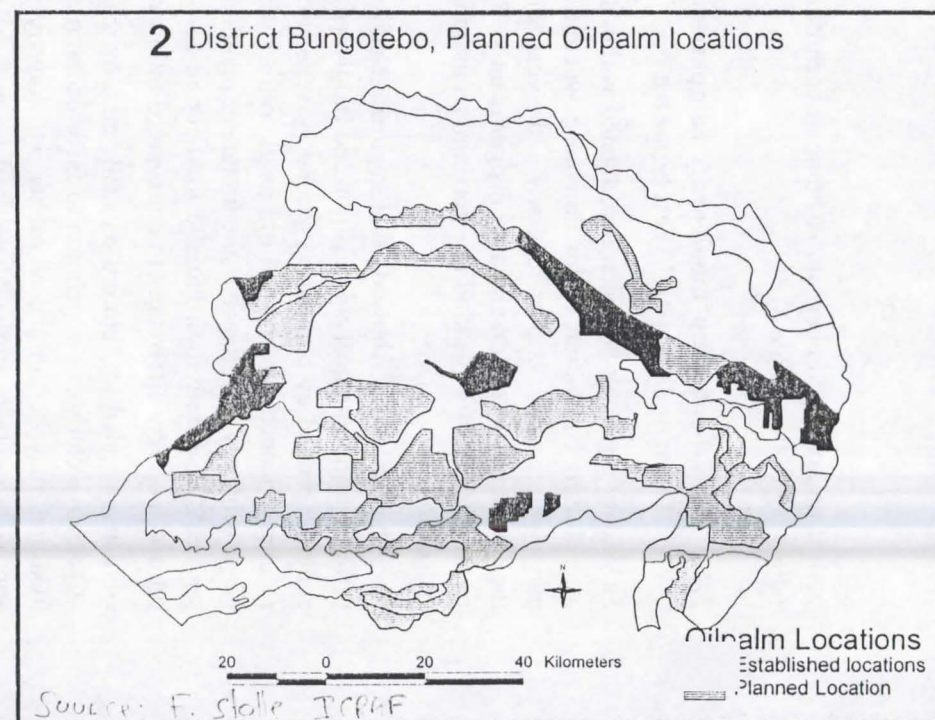 2 District Bungotebo, Planned Oilpalm locations
N
20 0 20 40 Kilometers
Oilpalm Locations
Established locations
Planned Location
Source: F. Stolle ICRAF